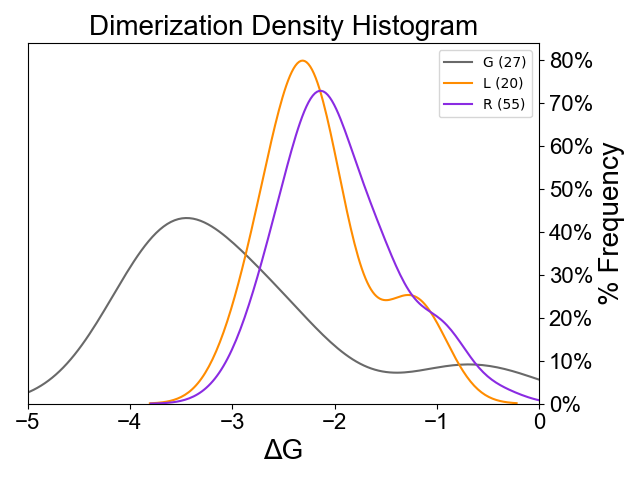 Dimerization Density Histogram
G (27)
L (20)
R (55)
80%
70%
60%
50%
40%
30%
20%
10%
0%
% Frequency
−5 −4 −3 −2 −1 0
ΔG